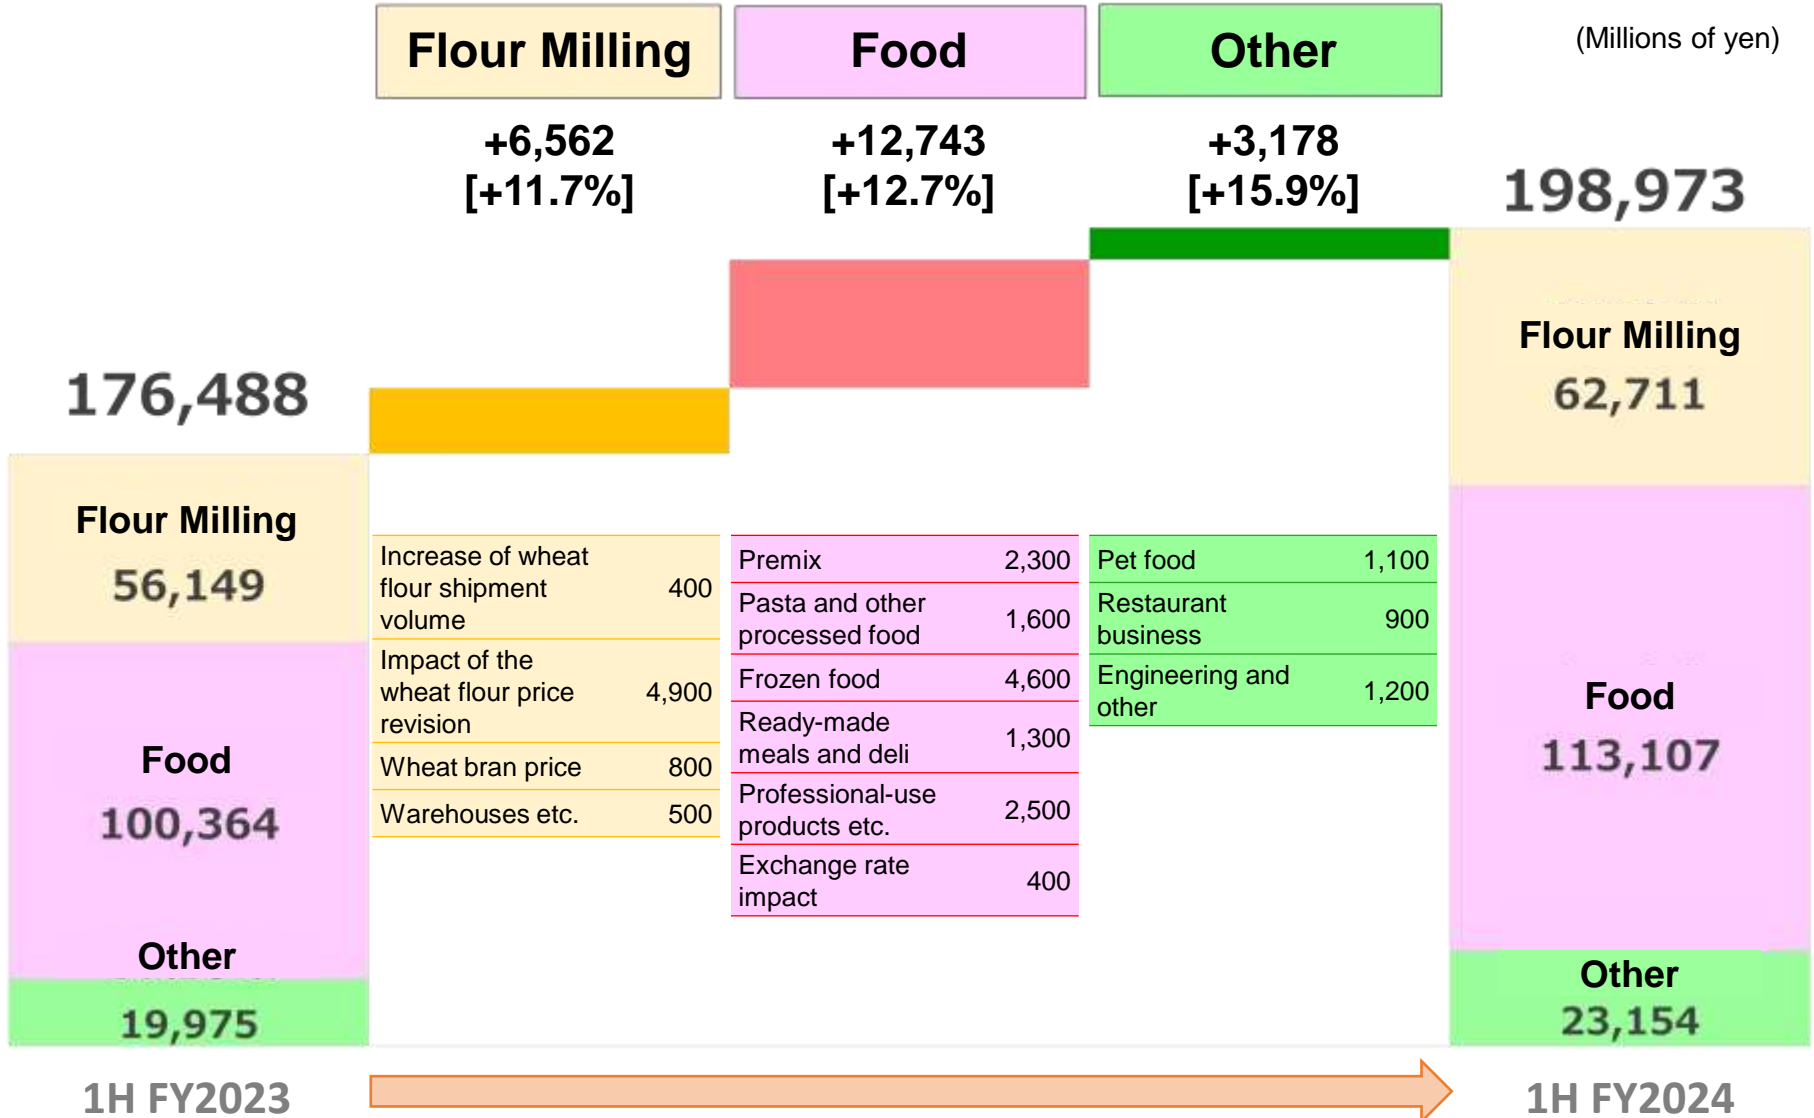 Flour Milling
Food
Other
(Millions of yen)
+6,562
[+11.7%]
+12,743
[+12.7%]
+3,178
[+15.9%]
198,973
176,488
Flour Milling
56,149
Food
100,364
Other
19,975
Increase of wheat
flour shipment
volume
400
Impact of the
wheat flour price
revision
4,900
Wheat bran price 800
Warehouses etc. 500
Premix 2,300
Pasta and other
processed food
1,600
Frozen food 4,600
Ready-made
meals and deli
1,300
Professional-use
products etc.
2,500
Exchange rate
impact
400
Pet food 1,100
Restaurant
business
900
Engineering and
other
1,200
Flour Milling
62,711
Food
113,107
Other
23,154
1H FY2023
1H FY2024